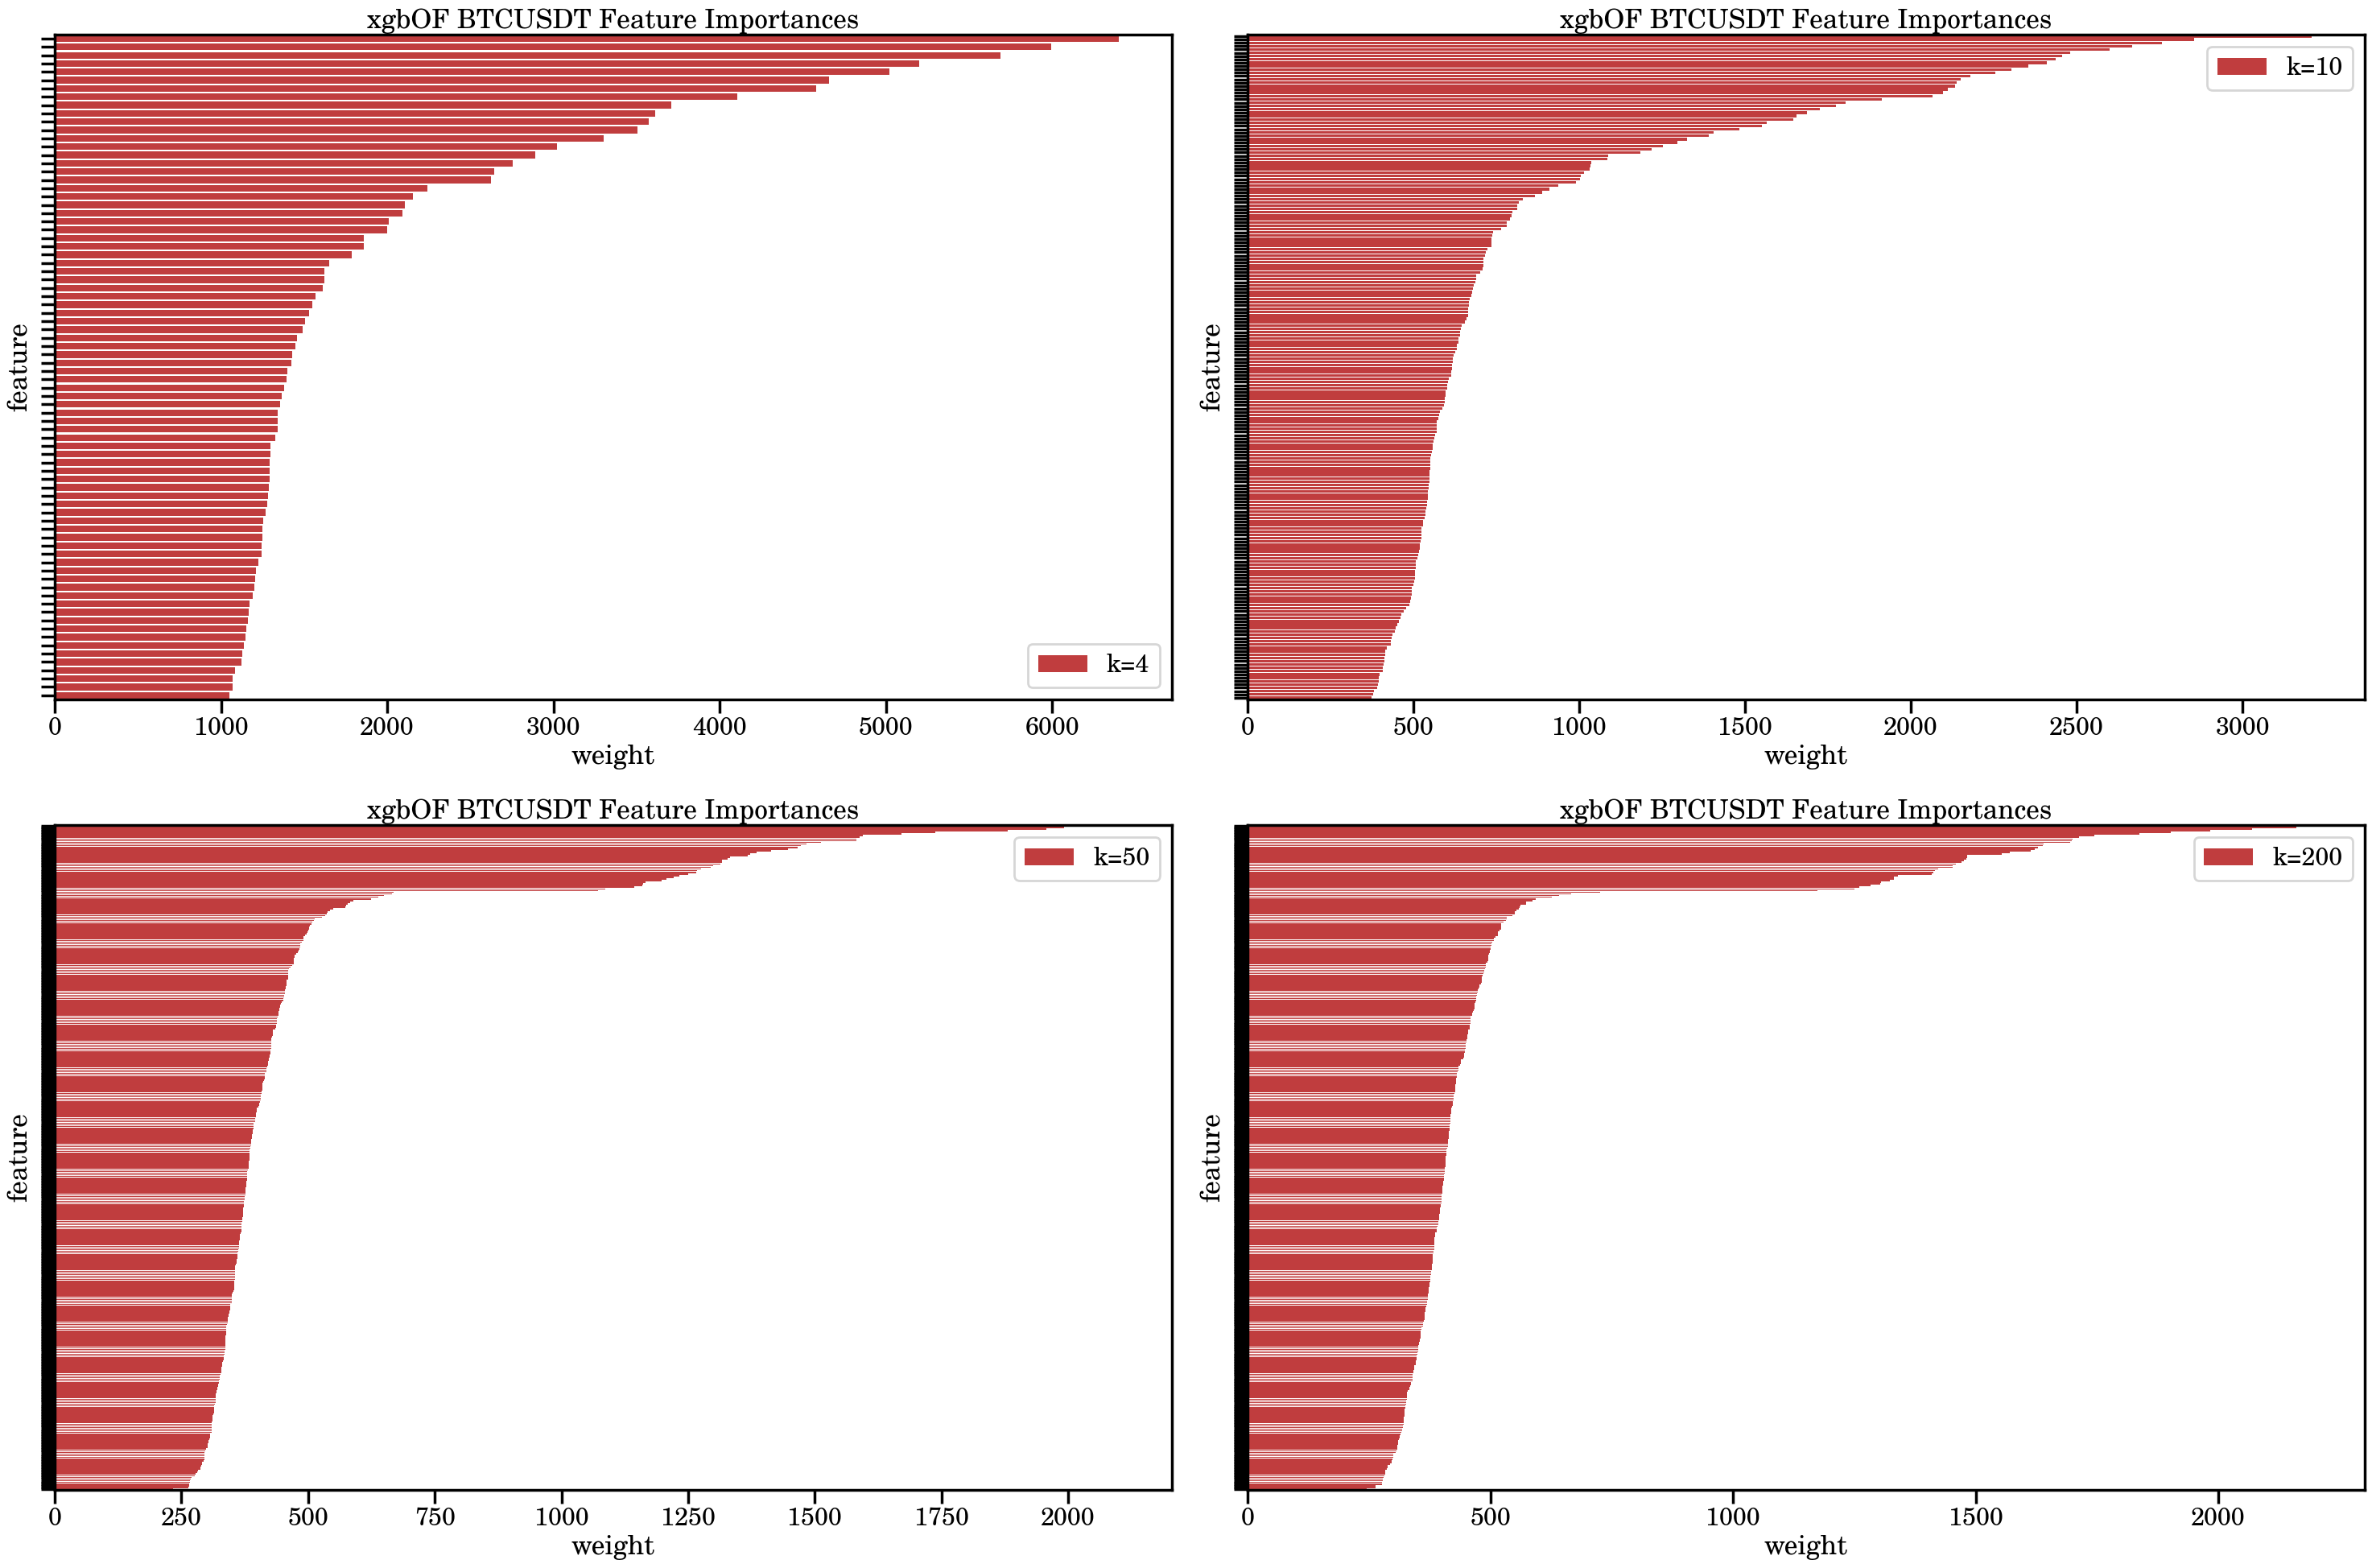 xgbOF BTCUSDT Feature Importances
feature
k=4
0 1000 2000 3000 4000 5000 6000
weight
xgbOF BTCUSDT Feature Importances
feature
k=10
0 500 1000 1500 2000 2500 3000
weight
xgbOF BTCUSDT Feature Importances
feature
k=50
0 250 500 750 1000 1250 1500 1750 2000
weight
xgbOF BTCUSDT Feature Importances
feature
k=200
0 500 1000 1500 2000
weight